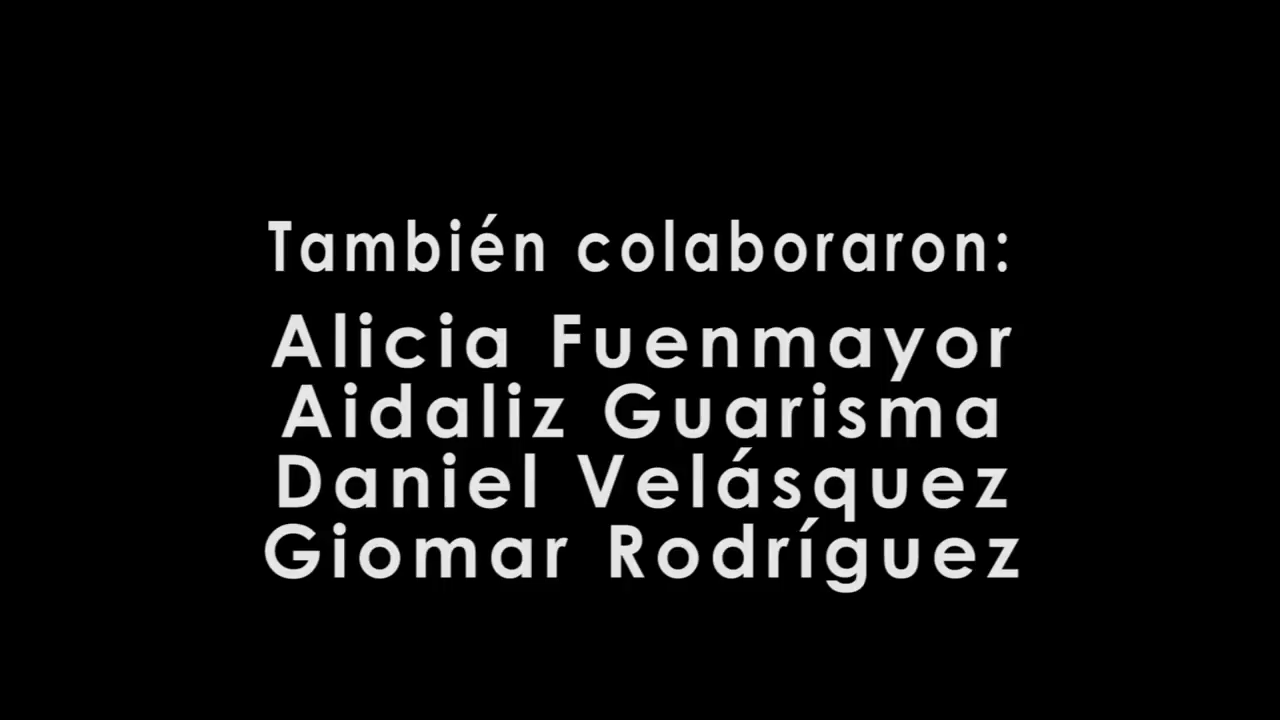 También colaboraron:
Alicia Fuenmayor
Aidaliz Guarisma
Daniel Velásquez
Giomar Rodríguez